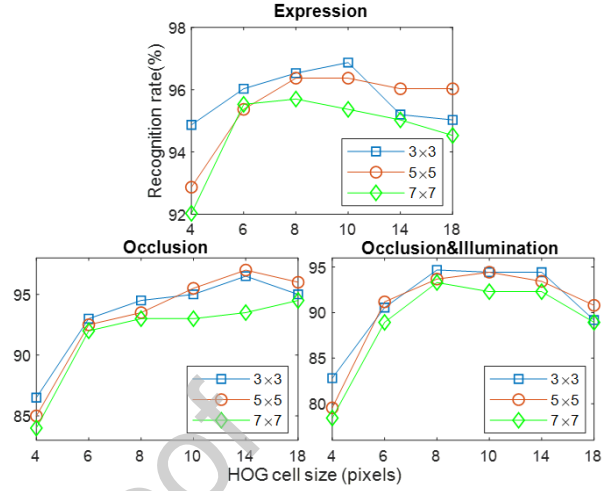 Expression
98
96
94
92
Recognition rate(%)
3×3
5×5
7×7
4 6 8 10 14 18
Occlusion
95
90
85
3×3
5×5
7×7
4 6 8 10 14 18
Occlusion&Illumination
95
90
85
80
3×3
5×5
7×7
4 6 8 10 14 18
HOG cell size (pixels)